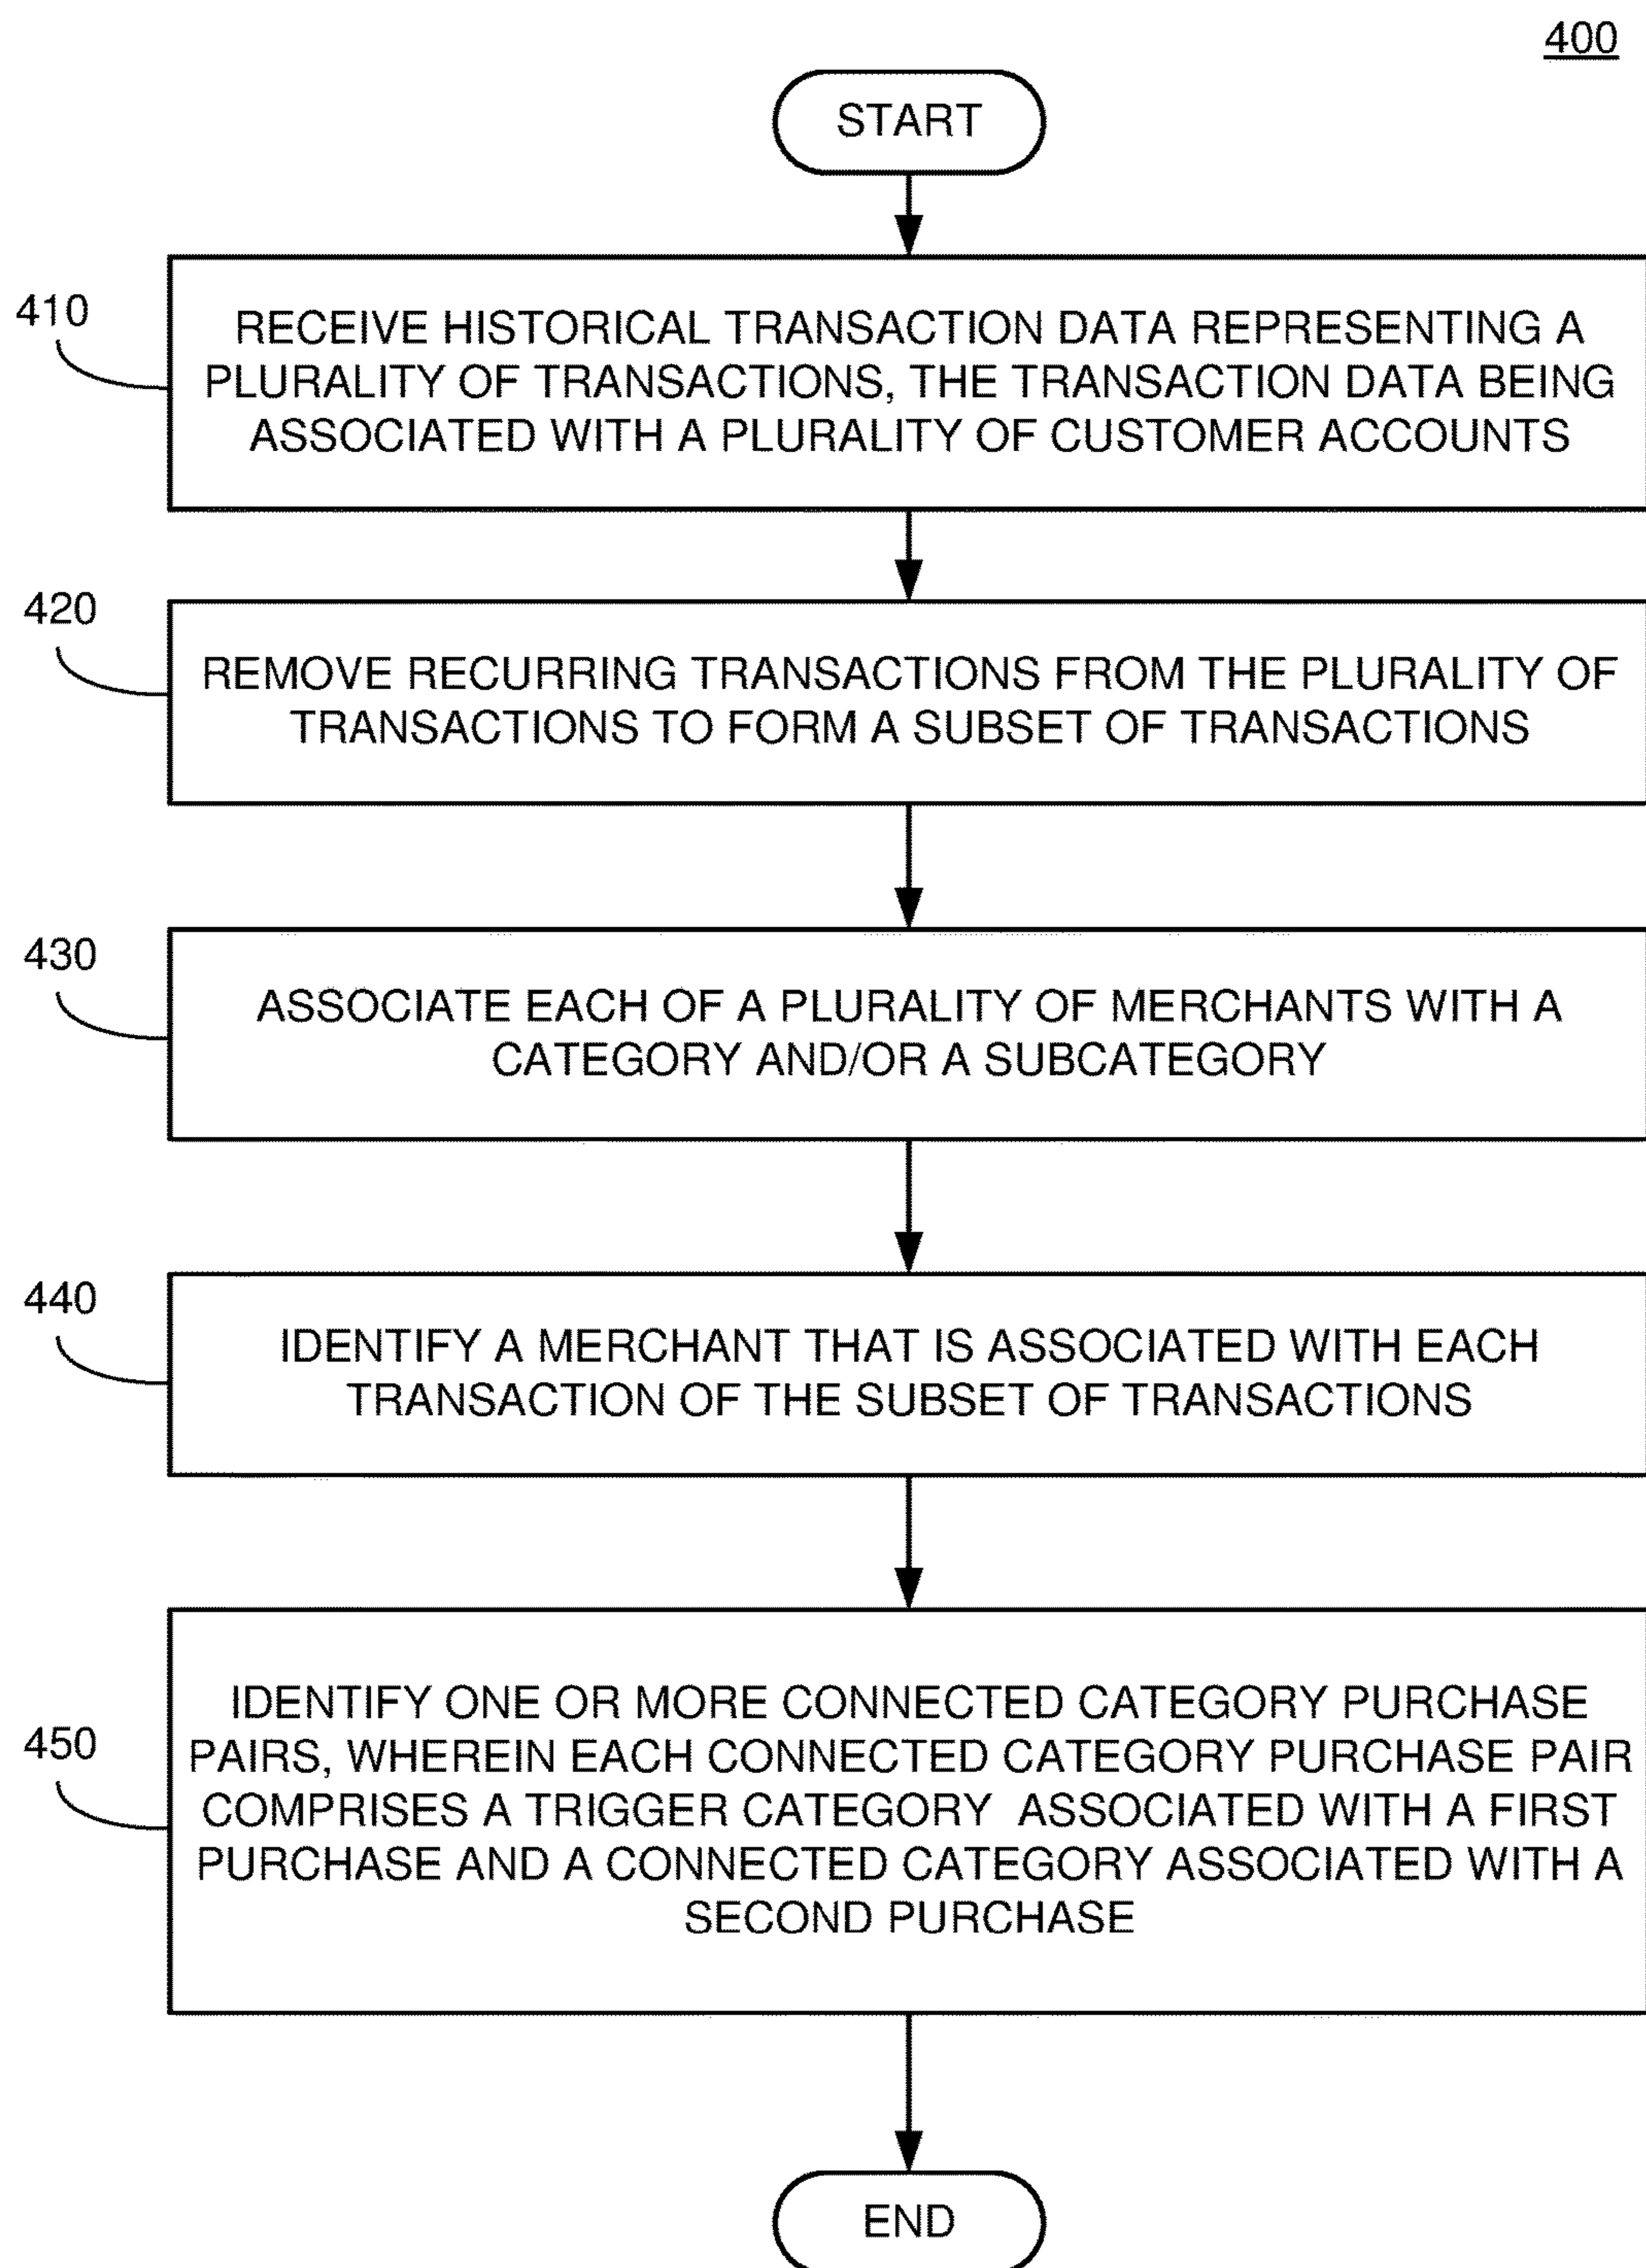 400
START
410
RECEIVE HISTORICAL TRANSACTION DATA REPRESENTING A
PLURALITY OF TRANSACTIONS, THE TRANSACTION DATA BEING
ASSOCIATED WITH A PLURALITY OF CUSTOMER ACCOUNTS
420
REMOVE RECURRING TRANSACTIONS FROM THE PLURALITY OF
TRANSACTIONS TO FORM A SUBSET OF TRANSACTIONS
430
ASSOCIATE EACH OF A PLURALITY OF MERCHANTS WITH A
CATEGORY AND/OR A SUBCATEGORY
440
IDENTIFY A MERCHANT THAT IS ASSOCIATED WITH EACH
TRANSACTION OF THE SUBSET OF TRANSACTIONS
450
IDENTIFY ONE OR MORE CONNECTED CATEGORY PURCHASE
PAIRS, WHEREIN EACH CONNECTED CATEGORY PURCHASE PAIR
COMPRISES A TRIGGER CATEGORY ASSOCIATED WITH A FIRST
PURCHASE AND A CONNECTED CATEGORY ASSOCIATED WITH A
SECOND PURCHASE
END